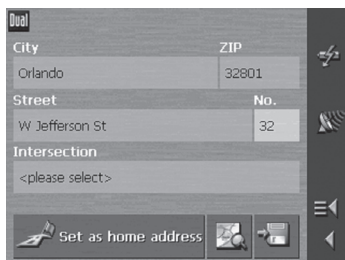 Dual
City ZIP
Orlando 32801
Street No.
W Jefferson St 32
Intersection
<please select>
Set as home address